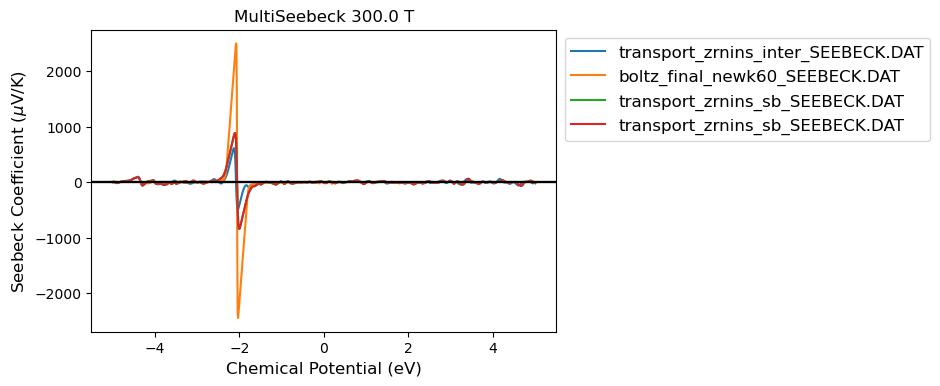 MultiSeebeck 300.0 T
transport_zrnins_inter_SEEBECK.DAT
boltz_final_newk60_SEEBECK.DAT
transport_zrnins_sb_SEEBECK.DAT
transport_zrnins_sb_SEEBECK.DAT
Seebeck Coefficient (μV/K)
2000
1000
0
−1000
−2000
−4
−2
0
2
4
Chemical Potential (eV)